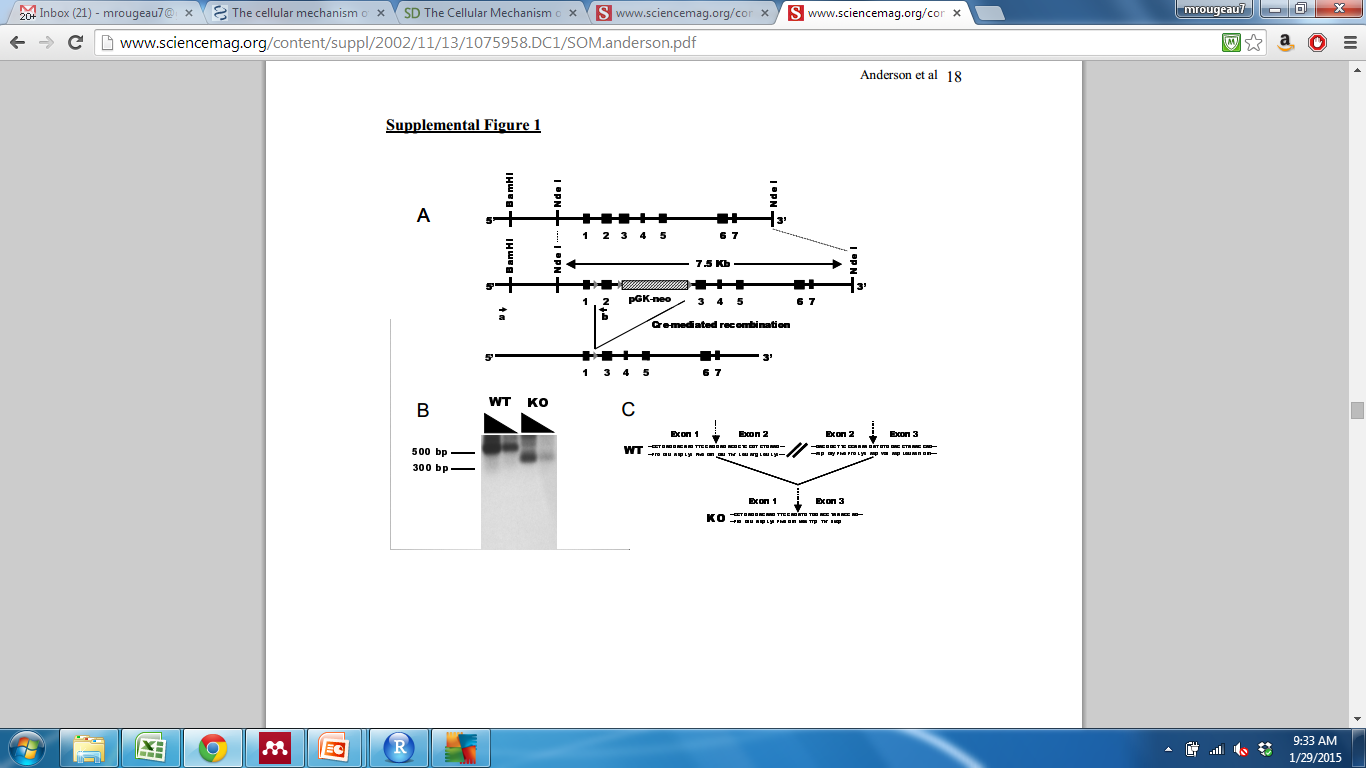 20+
Inbox (21) - mrougeau7@
The cellular mechanism o
SD The Cellular Mechanism o
S www.sciencemag.org/cor
S www.sciencemag.org/cor
mrougeau7
www.sciencemag.org/content/suppl/2002/11/13/1075958.DC1/SOM.anderson.pdf
Anderson et al 18
Supplemental Figure 1
A
BamHI
Nde I
Nde I
5'
3'
1 2 3 4 5 6 7
BamHI
Nde I
7.5 Kb
Nde I
5'
3'
1 2 pGK-neo 3 4 5 6 7
a
b
Cre-mediated recombination
5'
3'
1 3 4 5 6 7
B
WT KO
500 bp
300 bp
C
Exon 1 Exon 2 Exon 2 Exon 3
WT
Exon 1 Exon 3
KO
9:33 AM
1/29/2015